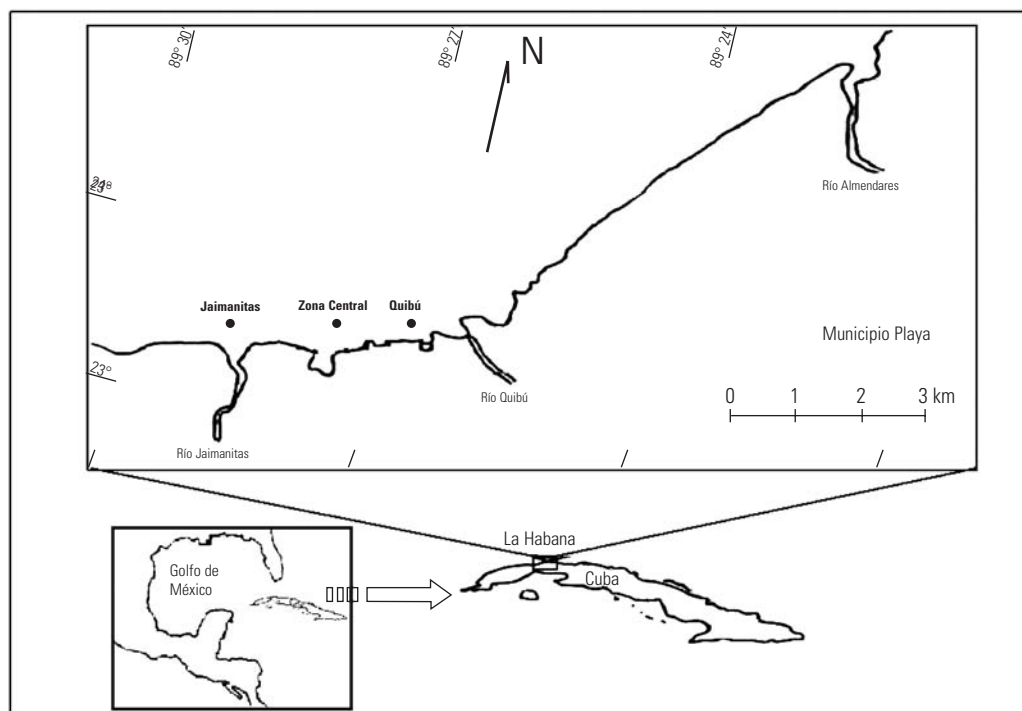 89° 30'
89° 27'
89° 24'
N
Río Almendares
23°
Jaimanitas
Zona Central
Quibú
Municipio Playa
0 1 2 3 km
Río Quibú
Río Jaimanitas
La Habana
Cuba
Golfo de
México